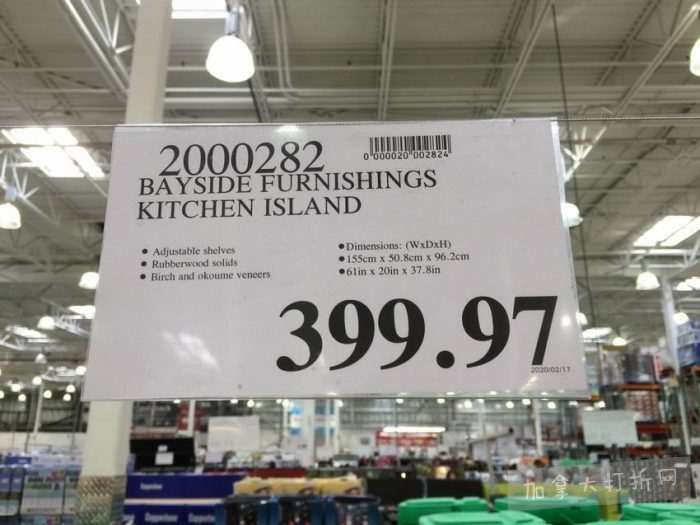 2000282
0 000020 002824
BAYSIDE FURNISHINGS
KITCHEN ISLAND
● Adjustable shelves
● Rubberwood solids
● Birch and okoume veneers
● Dimensions: (WxDxH)
● 155cm x 50.8cm x 96.2cm
● 61in x 20in x 37.8in
399.97
2020/02/17
加拿大打折网